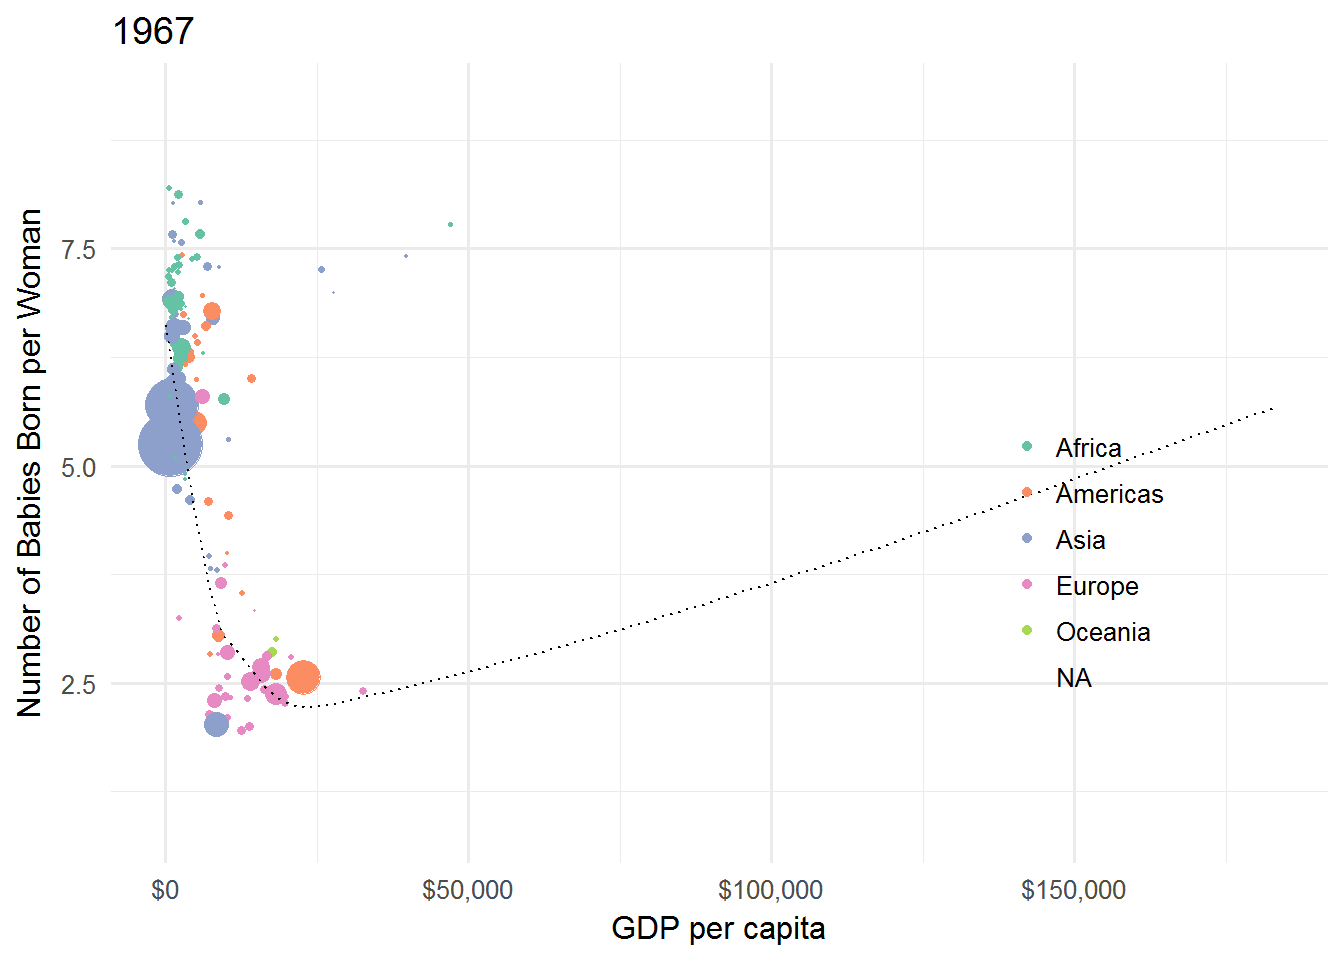 1967
Number of Babies Born per Woman
7.5
5.0
2.5
Africa
Americas
Asia
Europe
Oceania
NA
$0
$50,000
$100,000
$150,000
GDP per capita